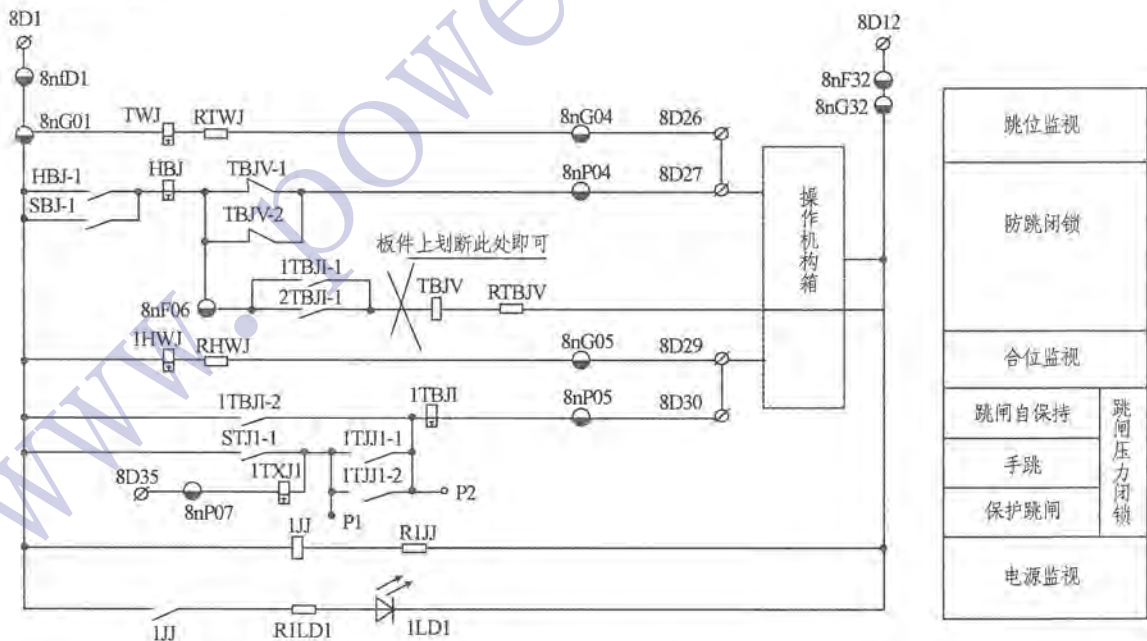 8D1
8D12
8nfD1
8nF32
8nG32
8nG01
TWJ
RTWJ
8nG04
8D26
跳位监视
HBJ-1
HBJ
TBJV-1
8nP04
8D27
SBJ-1
TBJV-2
操作机构箱
防跳闭锁
板件上划断此处即可
1TBJI-1
2TBJI-1
TBJV
RTBJV
8nF06
1HWJ
RHWJ
8nG05
8D29
合位监视
1TBJI-2
1TBJI
8nP05
8D30
跳闸自保持
跳闸压力闭锁
STJ1-1
1TJJ1-1
手跳
8D35
1TXJ1
1TJJ1-2
P2
8nP07
P1
保护跳闸
1JJ
R1JJ
电源监视
1JJ
R1LD1
1LD1
www.powe